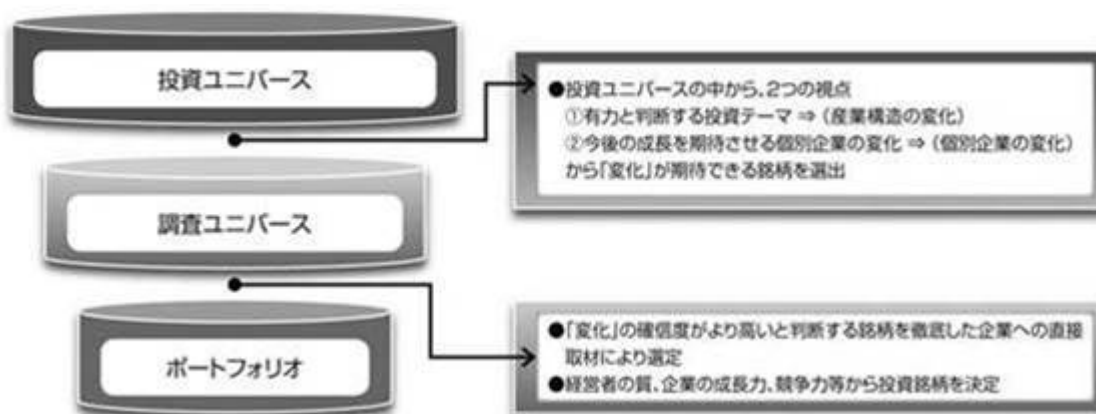 投資ユニバース
●投資ユニバースの中から、2つの視点
①有力と判断する投資テーマ ⇒ (産業構造の変化)
②今後の成長を期待させる個別企業の変化 ⇒ (個別企業の変化)
から「変化」が期待できる銘柄を選出
調査ユニバース
●「変化」の確信度がより高いと判断する銘柄を徹底した企業への直接
取材により選定
●経営者の質、企業の成長力、競争力等から投資銘柄を決定
ポートフォリオ